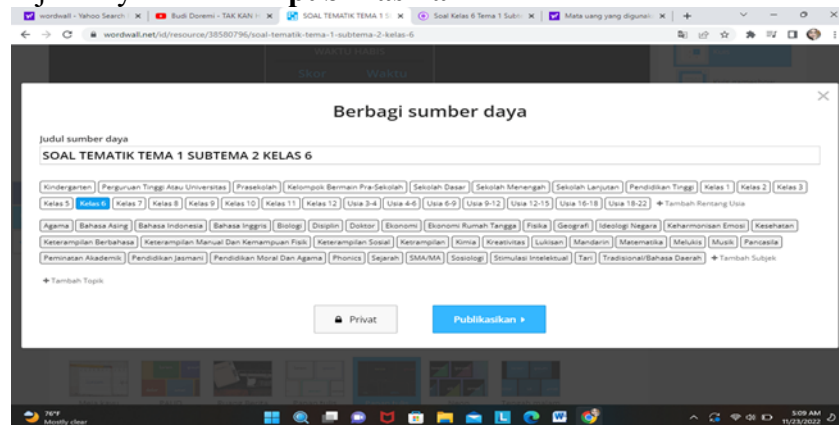 wordwall - Yahoo Search
Budi Doremi - TAK KAN H
SOAL TEMATIK TEMA 1 S
Soal Kelas 6 Tema 1 Subte
Mata uang yang digunak
wordwall.net/id/resource/38580796/soal-tematik-tema-1-subtema-2-kelas-6
WAKTU HABIS
Skor Waktu
Berbagi sumber daya
Judul sumber daya
SOAL TEMATIK TEMA 1 SUBTEMA 2 KELAS 6
Kindergarten Perguruan Tinggi Atau Universitas Prasekolah Kelompok Bermain Pra-Sekolah Sekolah Dasar Sekolah Menengah Sekolah Lanjutan Pendidikan Tinggi Kelas 1 Kelas 2 Kelas 3
Kelas 5 Kelas 6 Kelas 7 Kelas 8 Kelas 9 Kelas 10 Kelas 11 Kelas 12 Usia 3-4 Usia 4-6 Usia 6-9 Usia 9-12 Usia 12-15 Usia 16-18 Usia 18-22 + Tambah Rentang Usia
Agama Bahasa Asing Bahasa Indonesia Bahasa Inggris Biologi Disiplin Doktor Ekonomi Ekonomi Rumah Tangga Fisika Geografi Ideologi Negara Keharmonisan Emosi Kesehatan
Keterampilan Berbahasa Keterampilan Manual Dan Kemampuan Fisik Keterampilan Sosial Ketrampilan Kimia Kreativitas Lukisan Mandarin Matematika Melukis Musik Pancasila
Peminatan Akademik Pendidikan Jasmani Pendidikan Moral Dan Agama Phonics Sejarah SMA/MA Sosiologi Stimulasi Intelektual Tari Tradisional/Bahasa Daerah + Tambah Subjek
+ Tambah Topik
Privat
Publikasikan
76°F
Mostly clear
5:09 AM
11/23/2022